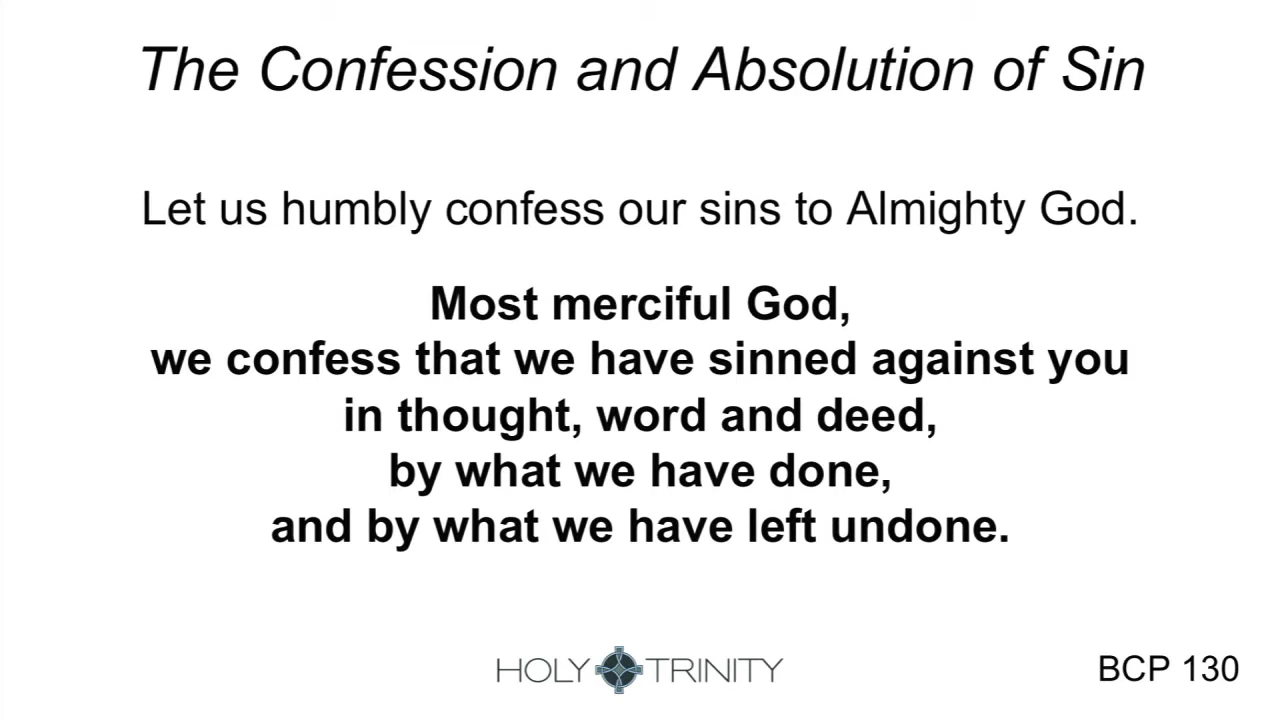 The Confession and Absolution of Sin
Let us humbly confess our sins to Almighty God.
Most merciful God,
we confess that we have sinned against you
in thought, word and deed,
by what we have done,
and by what we have left undone.
HOLY TRINITY
BCP 130